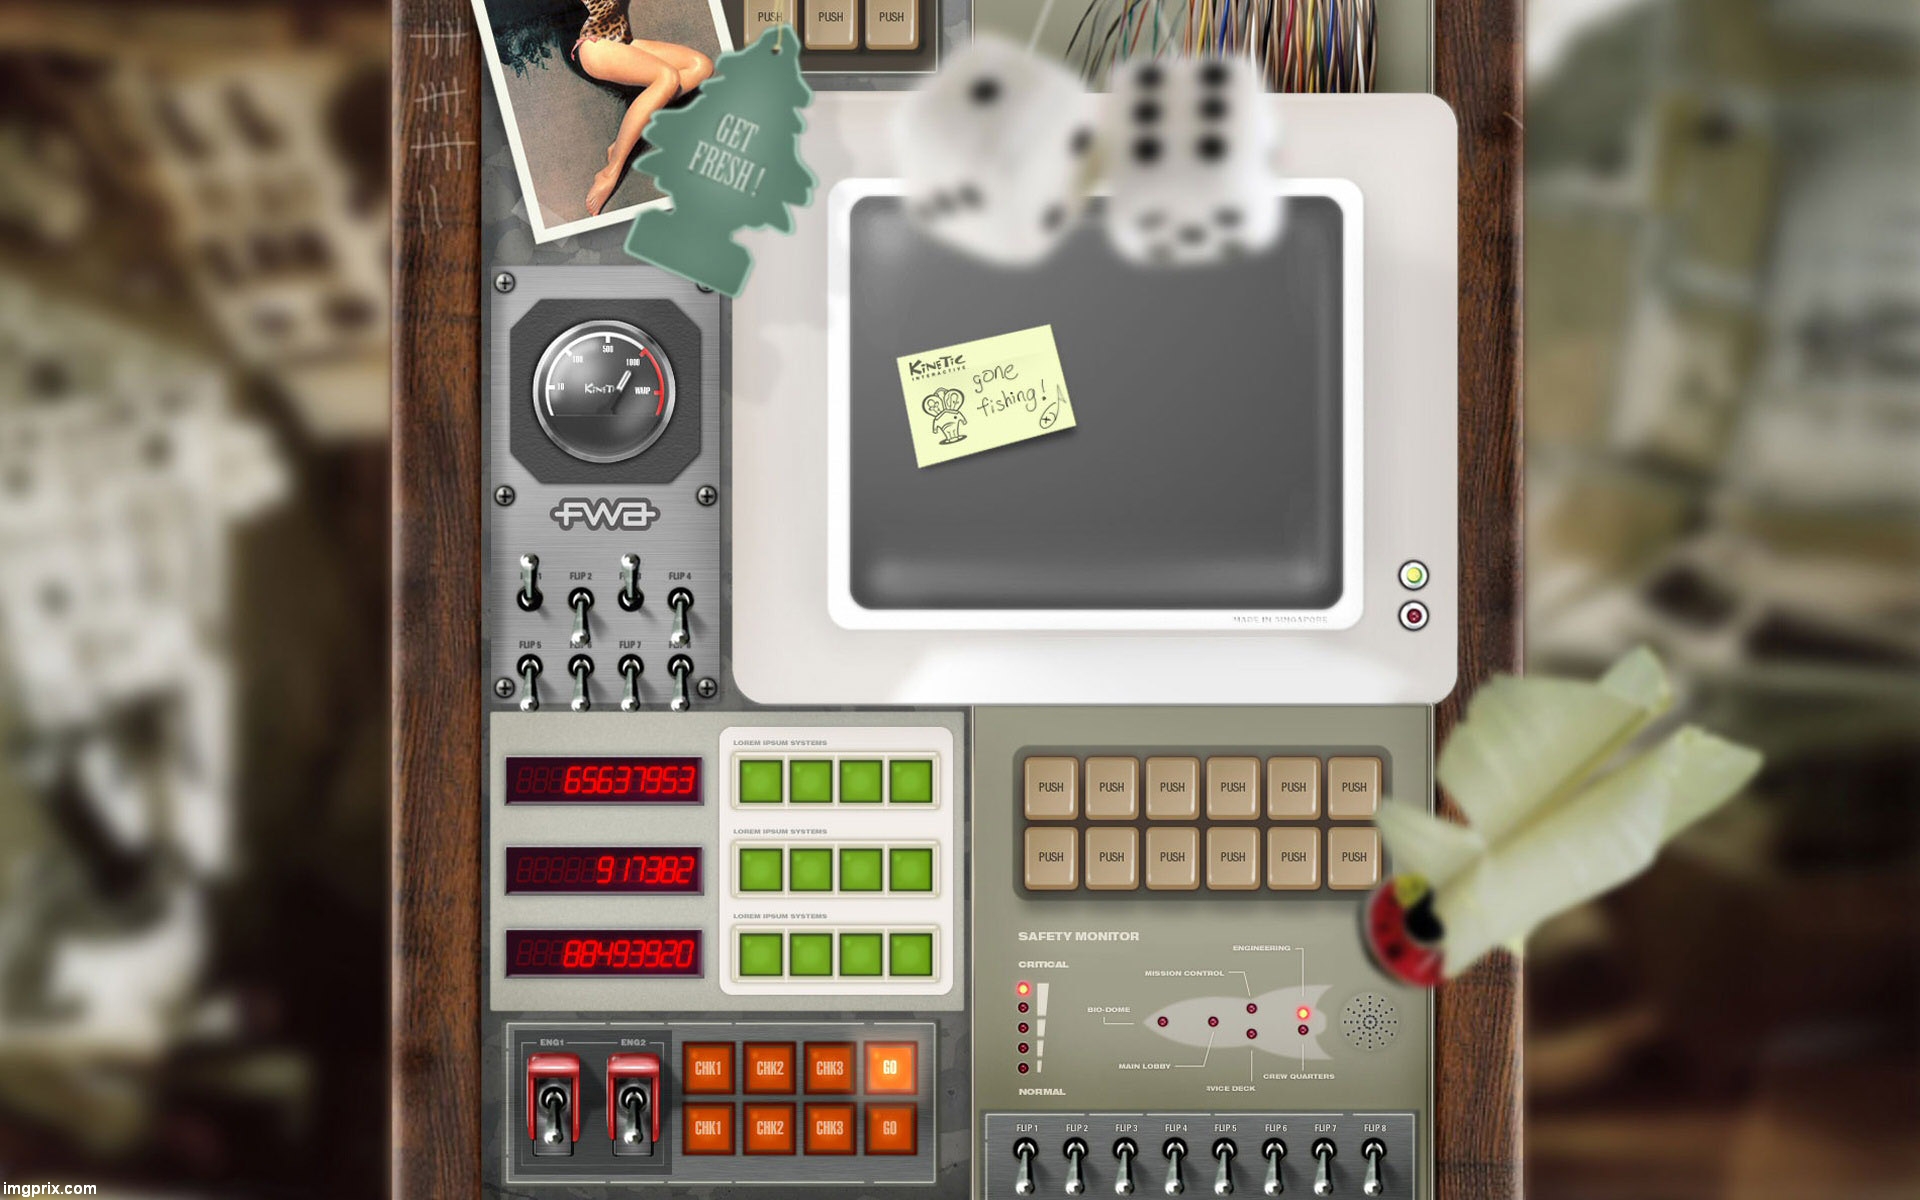 PUSH PUSH PUSH
GET
FRESH!
10 100 500 1000 WARP
KINETIC
INTERACTIVE
gone
fishing!
FWA
FLIP 2 FLIP 4
FLIP 5 FLIP 7
MADE IN SINGAPORE
LOREM IPSUM SYSTEMS
65637953
LOREM IPSUM SYSTEMS
917382
LOREM IPSUM SYSTEMS
88493920
PUSH PUSH PUSH PUSH PUSH PUSH
PUSH PUSH PUSH PUSH PUSH PUSH
SAFETY MONITOR
ENGINEERING
CRITICAL
MISSION CONTROL
BIO-DOME
MAIN LOBBY
CREW QUARTERS
VICE DECK
NORMAL
ENG1 ENG2
CHK1 CHK2 CHK3 GO
CHK1 CHK2 CHK3 GO
FLIP 1 FLIP 2 FLIP 3 FLIP 4 FLIP 5 FLIP 6 FLIP 7 FLIP 8
imgprix.com